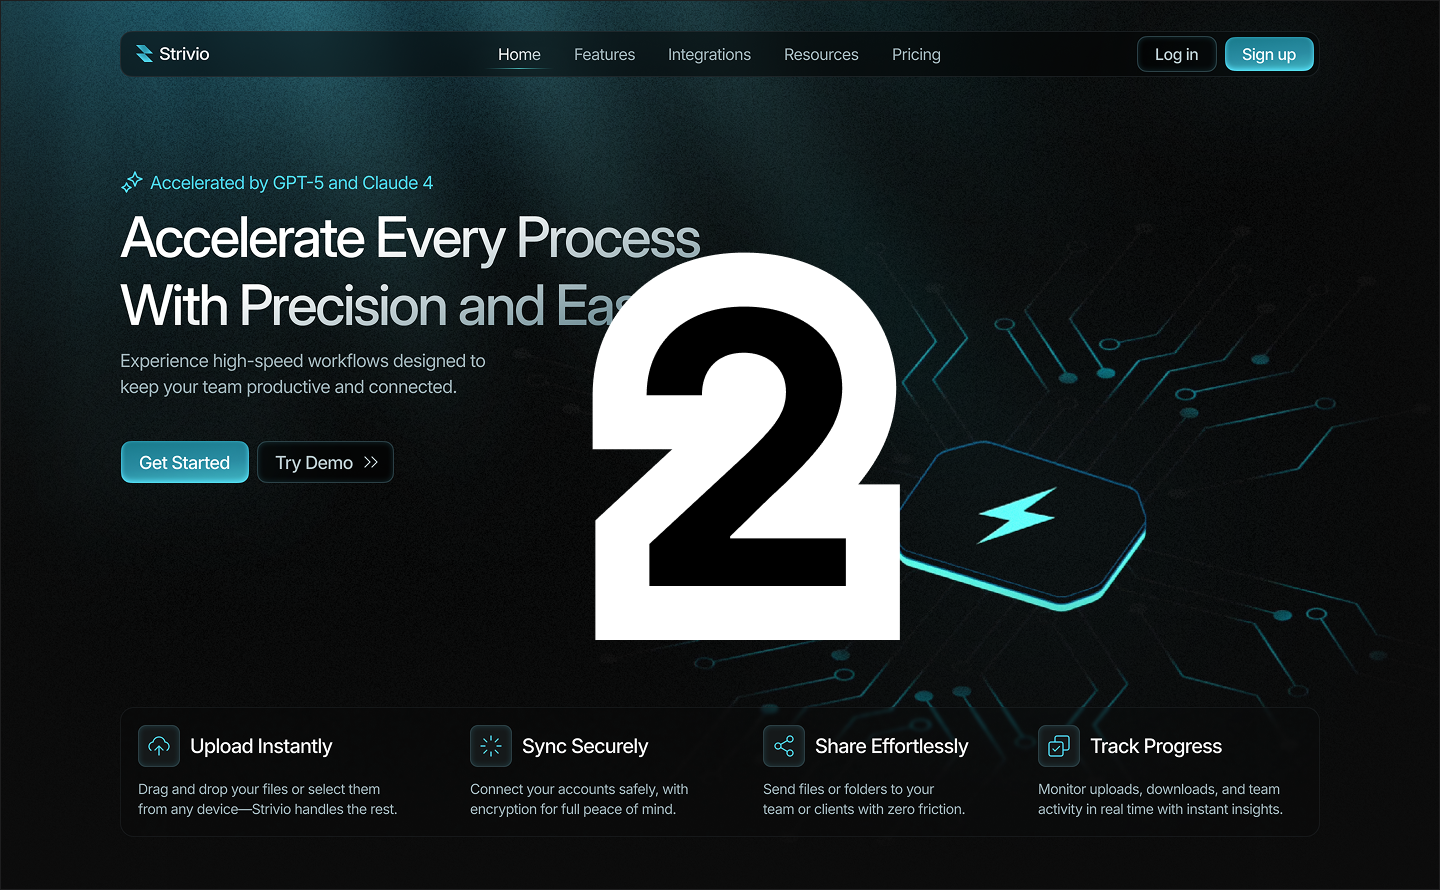 Strivio
Home
Features
Integrations
Resources
Pricing
Log in
Sign up
Accelerated by GPT-5 and Claude 4
Accelerate Every Process
With Precision and
Experience high-speed workflows designed to
keep your team productive and connected.
Get Started
Try Demo
2
Upload Instantly
Drag and drop your files or select them
from any device—Strivio handles the rest.
Sync Securely
Connect your accounts safely, with
encryption for full peace of mind.
Share Effortlessly
Send files or folders to your
team or clients with zero friction.
Track Progress
Monitor uploads, downloads, and team
activity in real time with instant insights.